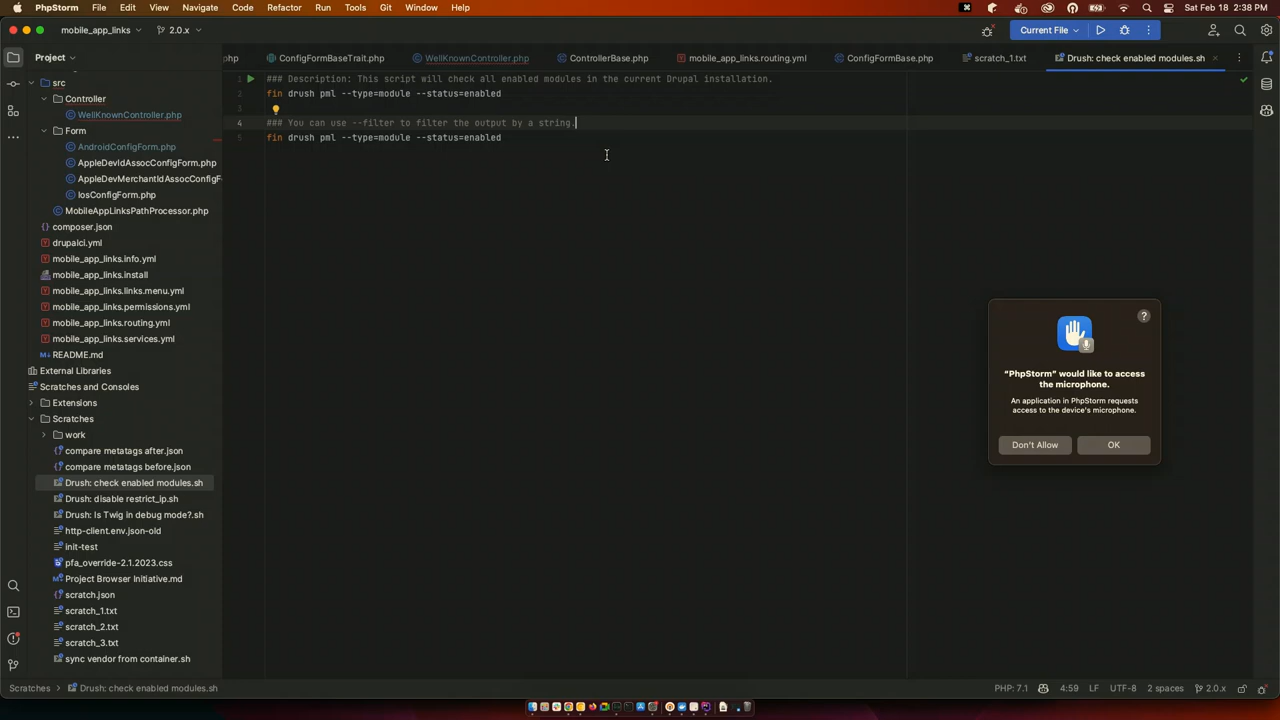 PhpStorm File Edit View Navigate Code Refactor Run Tools Git Window Help Sat Feb 18 2:38 PM
mobile_app_links 2.0.x Current File
Project
php ConfigFormBaseTrait.php WellKnownController.php ControllerBase.php mobile_app_links.routing.yml ConfigFormBase.php scratch_1.txt Drush: check enabled modules.sh
src
Controller
WellKnownController.php
Form
AndroidConfigForm.php
AppleDevIdAssocConfigForm.php
AppleDevMerchantIdAssocConfigF
IosConfigForm.php
MobileAppLinksPathProcessor.php
composer.json
drupalci.yml
mobile_app_links.info.yml
mobile_app_links.install
mobile_app_links.links.menu.yml
mobile_app_links.permissions.yml
mobile_app_links.routing.yml
mobile_app_links.services.yml
README.md
External Libraries
Scratches and Consoles
Extensions
Scratches
work
compare metatags after.json
compare metatags before.json
Drush: check enabled modules.sh
Drush: disable restrict_ip.sh
Drush: Is Twig in debug mode?.sh
http-client.env.json-old
init-test
pfa_override-2.1.2023.css
Project Browser Initiative.md
scratch.json
scratch_1.txt
scratch_2.txt
scratch_3.txt
sync vendor from container.sh
1 ### Description: This script will check all enabled modules in the current Drupal installation.
2 fin drush pml --type=module --status=enabled
3
4 ### You can use --filter to filter the output by a string.
5 fin drush pml --type=module --status=enabled
?
“PhpStorm” would like to access
the microphone.
An application in PhpStorm requests
access to the device's microphone.
Don't Allow OK
Scratches Drush: check enabled modules.sh PHP: 7.1 4:59 LF UTF-8 2 spaces 2.0.x